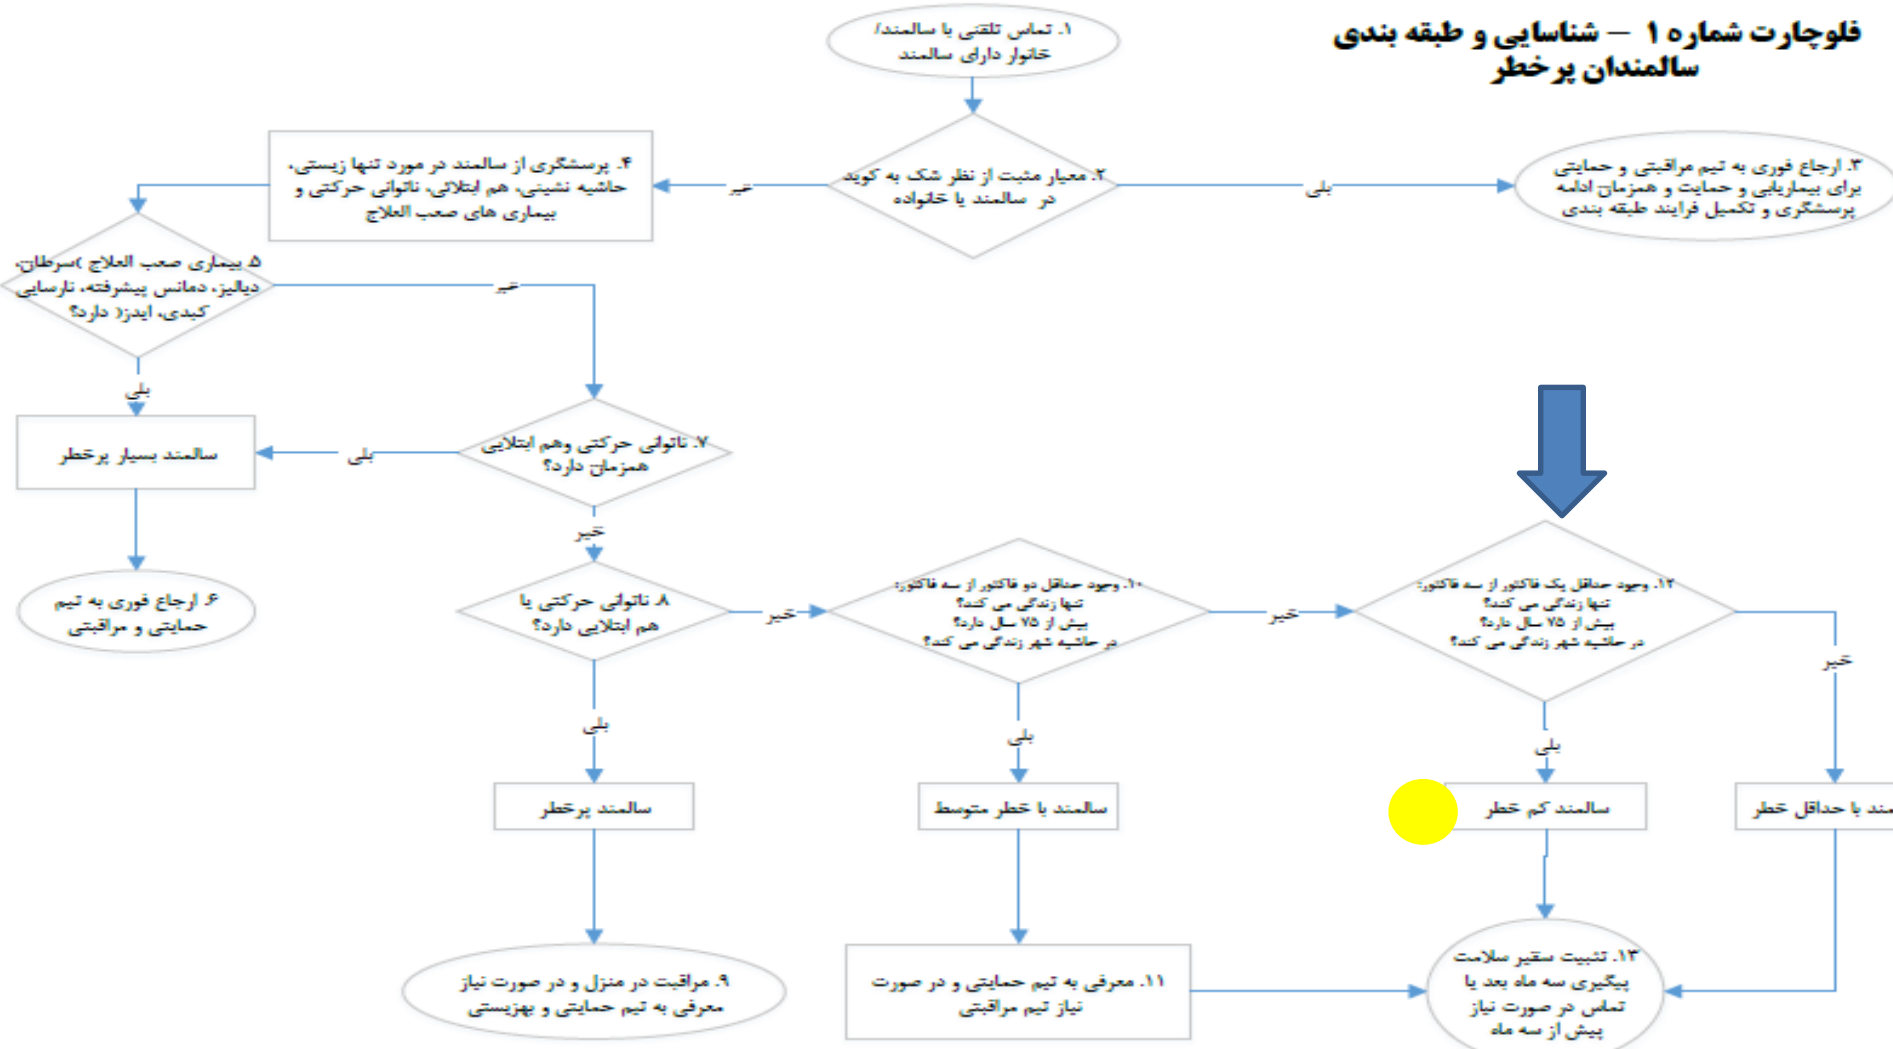 فلوچارت شماره ۱ – شناسایی و طبقه بندی
سالمندان پرخطر
۱. تماس تلفنی با سالمند/
خانوار دارای سالمند
۲. معیار مثبت از نظر شک به کوید
در سالمند یا خانواده
بلی
خیر
۳. ارجاع فوری به تیم مراقبتی و حمایتی
برای بیماریابی و حمایت و همزمان ادامه
پرسشگری و تکمیل فرایند طبقه بندی
۴. پرسشگری از سالمند در مورد تنها زیستی،
حاشیه نشینی، هم ابتلائی، ناتوانی حرکتی و
بیماری های صعب العلاج
۵. بیماری صعب العلاج )سرطان،
دیالیز، دمانس پیشرفته، نارسایی
کبدی، ایدز( دارد؟
خیر
بلی
سالمند بسیار پرخطر
۶. ارجاع فوری به تیم
حمایتی و مراقبتی
۷. ناتوانی حرکتی وهم ابتلایی
همزمان دارد؟
بلی
خیر
۸. ناتوانی حرکتی یا
هم ابتلایی دارد؟
خیر
بلی
سالمند پرخطر
۹. مراقبت در منزل و در صورت نیاز
معرفی به تیم حمایتی و بهزیستی
۱۰. وجود حداقل دو فاکتور از سه فاکتور:
تنها زندگی می کند؟
بیش از ۷۵ سال دارد؟
در حاشیه شهر زندگی می کند؟
خیر
بلی
سالمند با خطر متوسط
۱۱. معرفی به تیم حمایتی و در صورت
نیاز تیم مراقبتی
۱۲. وجود حداقل یک فاکتور از سه فاکتور:
تنها زندگی می کند؟
بیش از ۷۵ سال دارد؟
در حاشیه شهر زندگی می کند؟
خیر
بلی
سالمند کم خطر
مند با حداقل خطر
۱۳. تثبیت سفیر سلامت
پیگیری سه ماه بعد یا
تماس در صورت نیاز
پیش از سه ماه